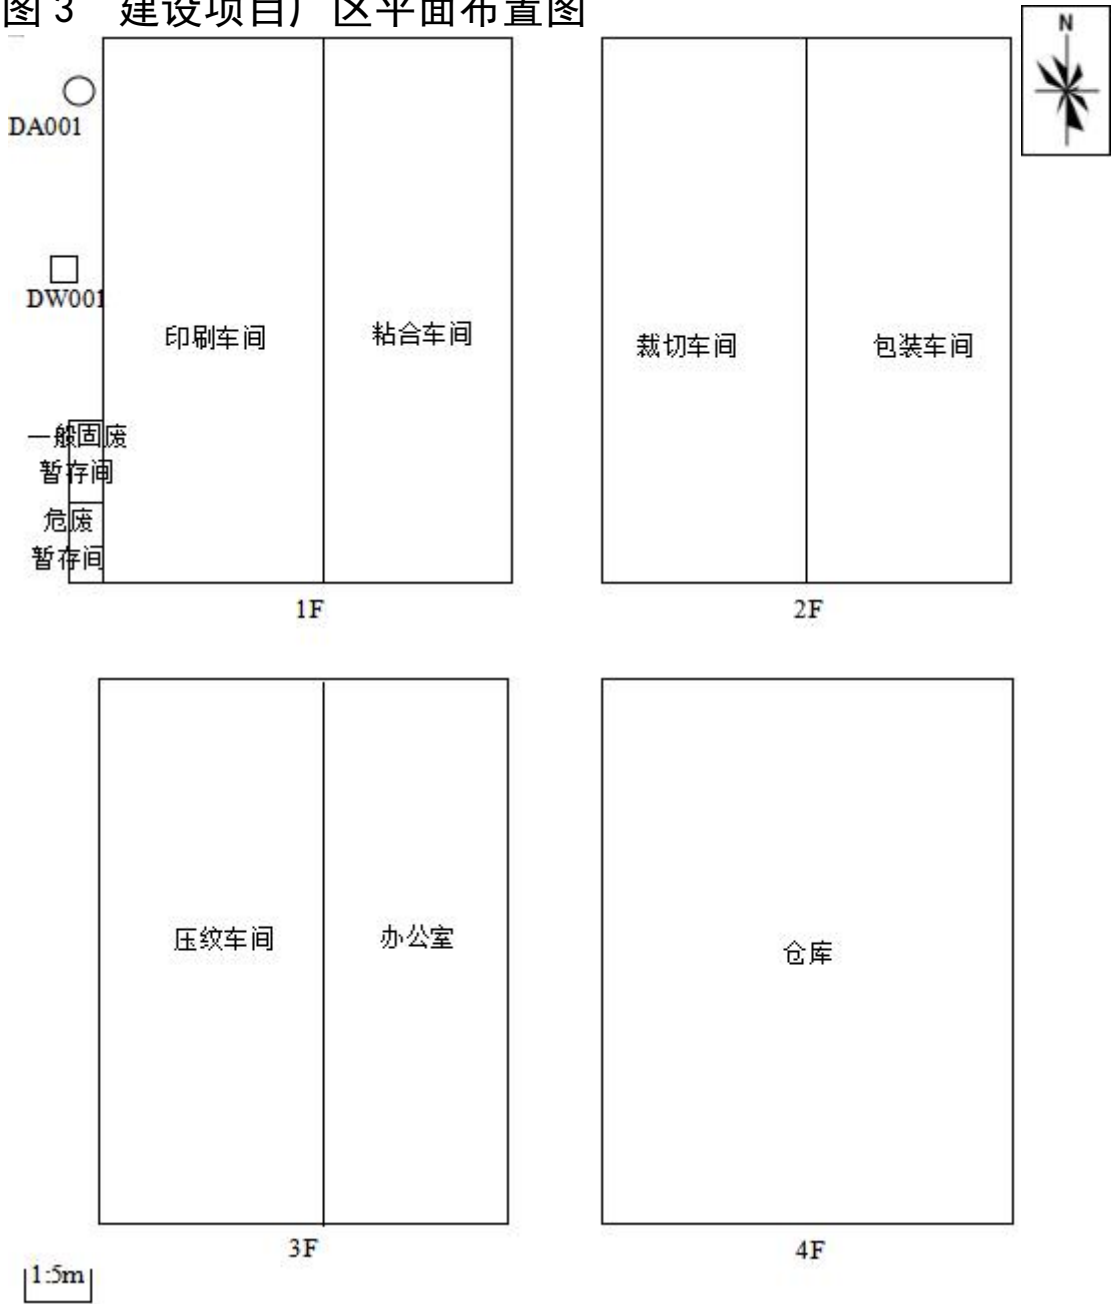 图3 建设项目厂区平面布置图
N
DA001
DW001
印刷车间
粘合车间
裁切车间
包装车间
一般固废
暂存间
危废
暂存间
1F
2F
压纹车间
办公室
仓库
3F
4F
1:5m